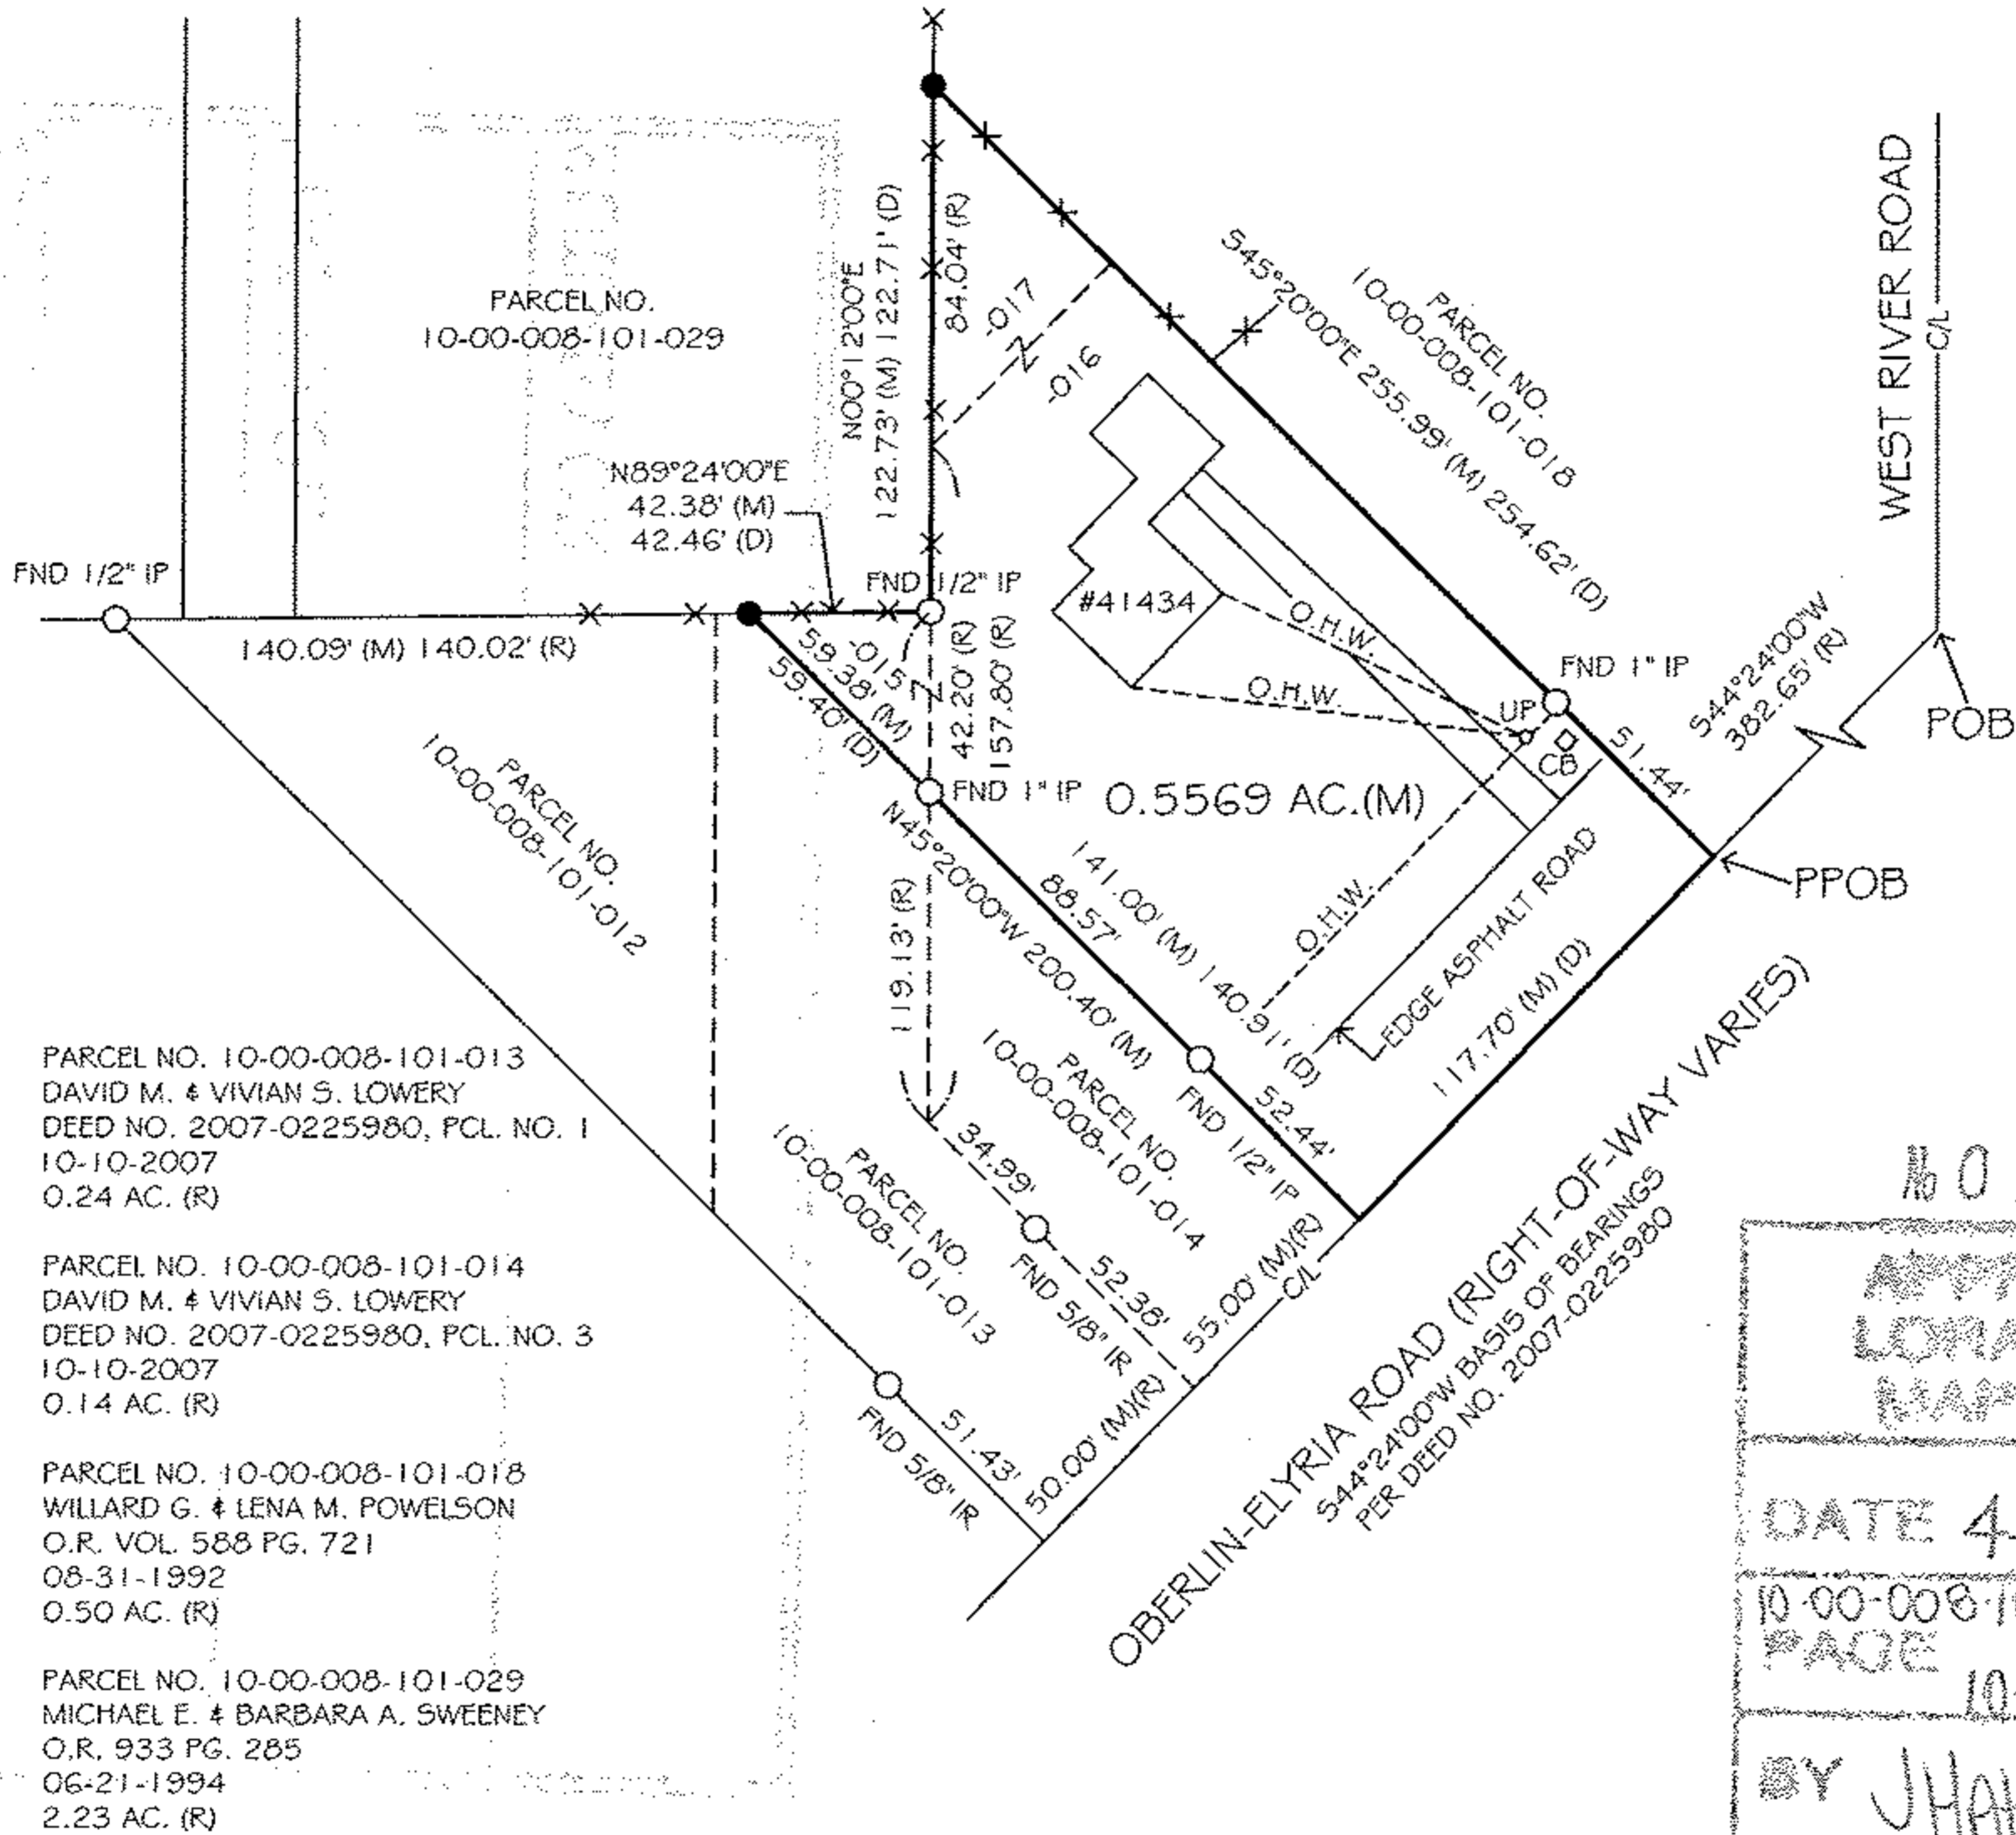 PARCEL NO.
10-00-008-101-029
N00°12'00"E
122.73' (M) 122.71' (D)
84.04' (R)
-017
Z
-016
S45°20'00"E 255.99' (M) 254.62' (D)
PARCEL NO.
10-00-008-101-018
WEST RIVER ROAD
C/L
N89°24'00"E
42.38' (M)
42.46' (D)
FND 1/2" IP
FND 1/2" IP
#41434
O.H.W.
O.H.W.
FND 1" IP
UP
CB
51.44'
S44°24'00"W
382.65' (R)
POB
140.09' (M) 140.02' (R)
-015
Z
59.38' (M)
59.40' (D)
42.20' (R)
157.80' (R)
FND 1" IP
0.5569 AC.(M)
PPOB
PARCEL NO.
10-00-008-101-012
N45°20'00"W 200.40' (M)
88.57'
141.00' (M) 140.91' (D)
119.13' (R)
O.H.W.
EDGE ASPHALT ROAD
117.70' (M) (D)
PARCEL NO.
10-00-008-101-014
FND 1/2" IP
52.44'
PARCEL NO.
10-00-008-101-013
34.99'
FND 5/8" IR
52.38'
55.00' (M)(R)
C/L
50.00' (M)(R)
FND 5/8" IR
51.43'
OBERLIN-ELYRIA ROAD (RIGHT-OF-WAY VARIES)
S44°24'00"W BASIS OF BEARINGS
PER DEED NO. 2007-0225980
PARCEL NO. 10-00-008-101-013
DAVID M. & VIVIAN S. LOWERY
DEED NO. 2007-0225980, PCL. NO. 1
10-10-2007
0.24 AC. (R)
PARCEL NO. 10-00-008-101-014
DAVID M. & VIVIAN S. LOWERY
DEED NO. 2007-0225980, PCL. NO. 3
10-10-2007
0.14 AC. (R)
PARCEL NO. 10-00-008-101-018
WILLARD G. & LENA M. POWELSON
O.R. VOL. 588 PG. 721
08-31-1992
0.50 AC. (R)
PARCEL NO. 10-00-008-101-029
MICHAEL E. & BARBARA A. SWEENEY
O.R. 933 PG. 285
06-21-1994
2.23 AC. (R)
DATE 4
10-00-008-1
PAGE
10
BY JHA